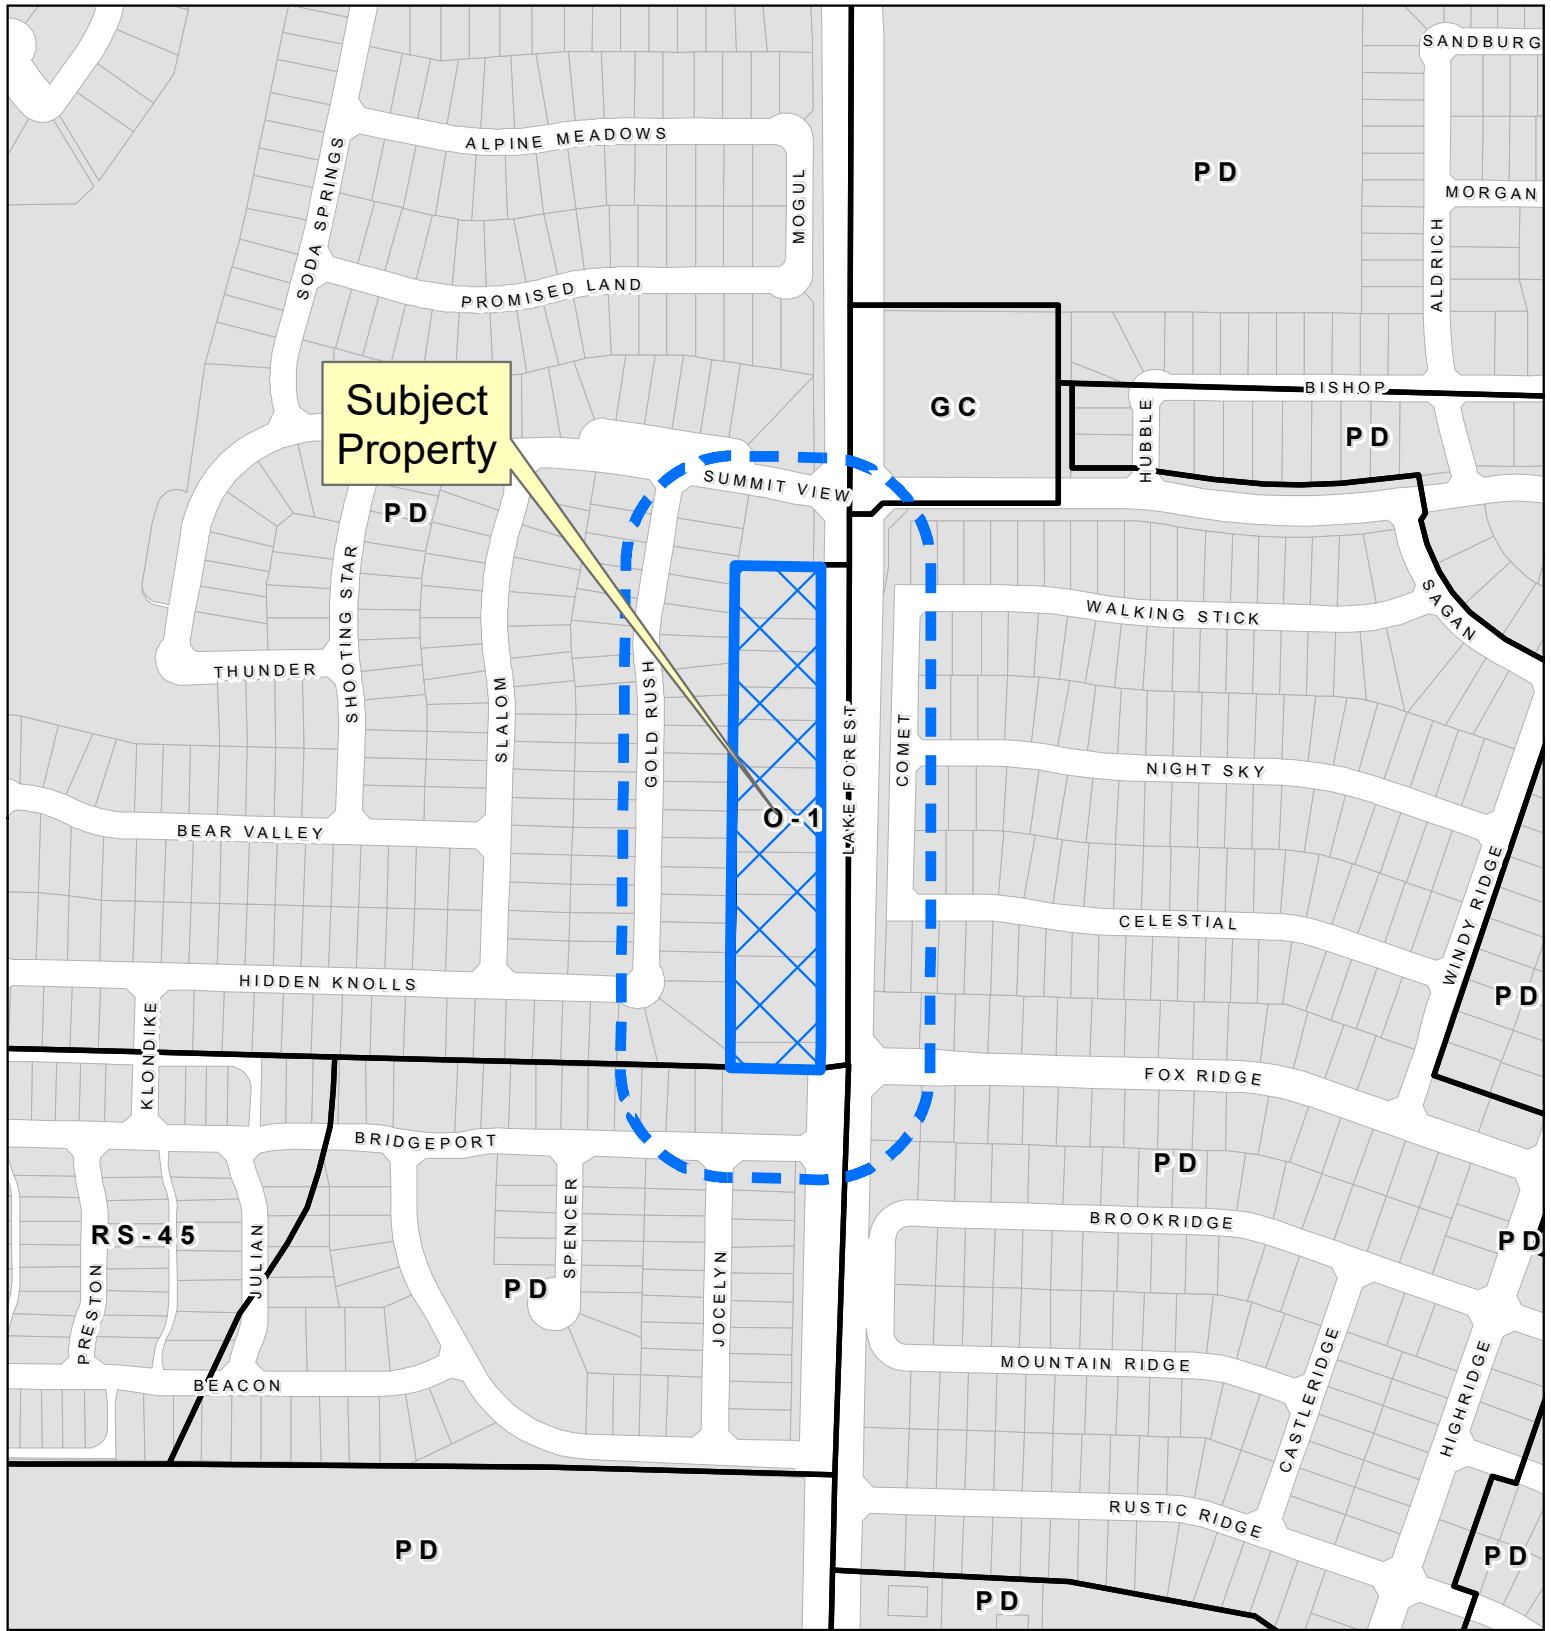 SANDBURG
ALPINE MEADOWS
PD
MORGAN
MOGUL
SODA SPRINGS
ALDRICH
PROMISED LAND
Subject
Property
BISHOP
GC
HUBBLE
PD
SUMMIT VIEW
PD
SHOOTING STAR
WALKING STICK
SAGAN
THUNDER
SLALOM
GOLD RUSH
LAKE FOREST
COMET
NIGHT SKY
O-1
BEAR VALLEY
WINDY RIDGE
CELESTIAL
HIDDEN KNOLLS
PD
KLONDIKE
FOX RIDGE
BRIDGEPORT
PD
SPENCER
BROOKRIDGE
RS-45
JULIAN
PD
PRESTON
PD
JOCELYN
MOUNTAIN RIDGE
CASTLERIDGE
HIGHRIDGE
BEACON
RUSTIC RIDGE
PD
PD
PD